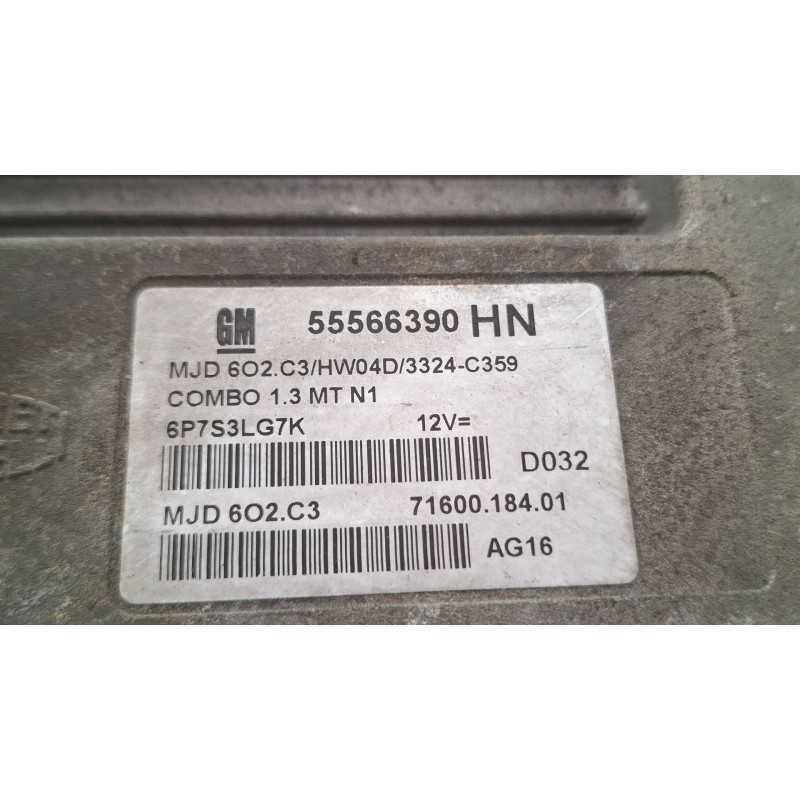 GM 55566390 HN
MJD 6O2.C3/HW04D/3324-C359
COMBO 1.3 MT N1
6P7S3LG7K 12V=
D032
MJD 6O2.C3 71600.184.01
AG16